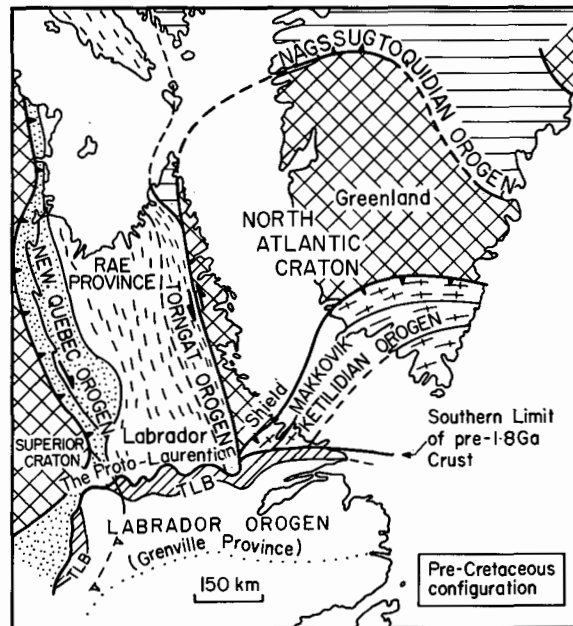 NAGSSUGTOQUIDIAN OROGEN
Greenland
NORTH
ATLANTIC
CRATON
RAE
PROVINCE
NEW QUEBEC OROGEN
TORNGAT OROGEN
MAKKOVIK
KETILIDIAN OROGEN
SUPERIOR
CRATON
Labrador
The Proto-Laurentian Shield
Southern Limit
of pre-1·8Ga
Crust
TLB
TLB
LABRADOR OROGEN
(Grenville Province)
150 km
Pre-Cretaceous
configuration